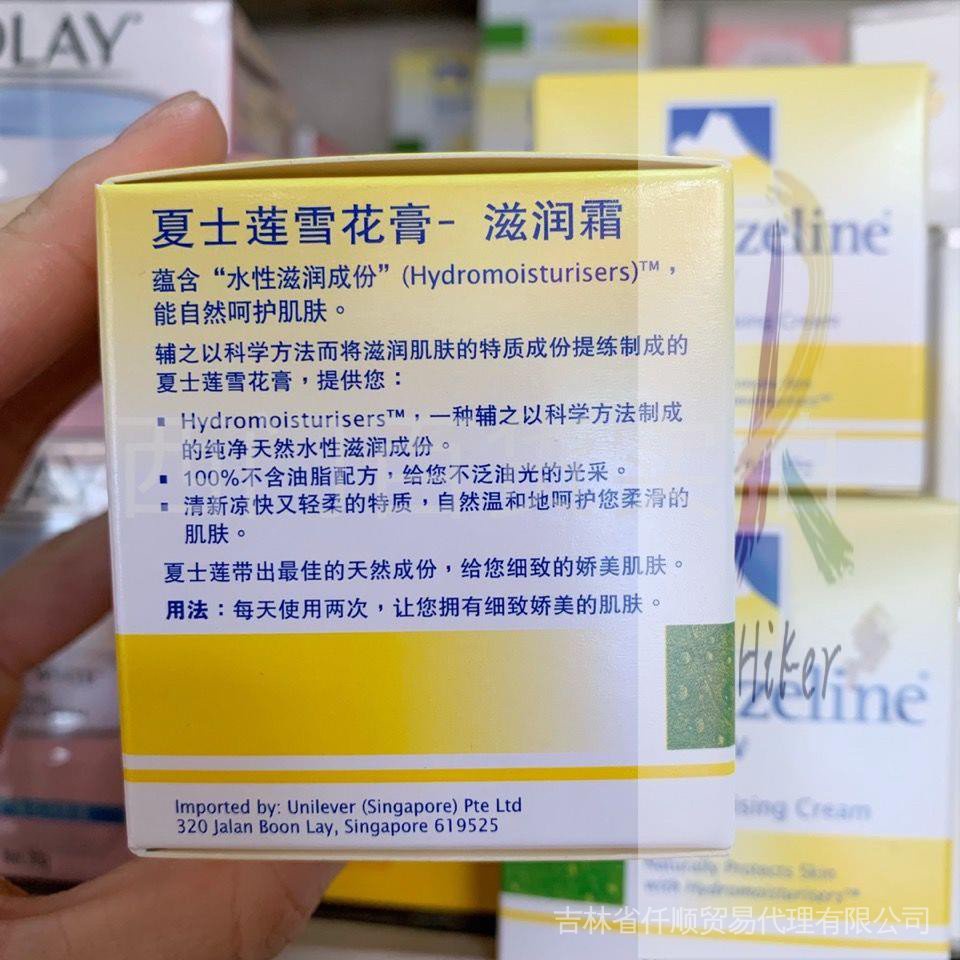 OLAY
夏士莲雪花膏- 滋润霜
蕴含“水性滋润成份”(Hydromoisturisers)™，
能自然呵护肌肤。
辅之以科学方法而将滋润肌肤的特质成份提练制成的
夏士莲雪花膏，提供您：
▪ Hydromoisturisers™，一种辅之以科学方法制成
的纯净天然水性滋润成份。
▪ 100%不含油脂配方，给您不泛油光的光采。
▪ 清新凉快又轻柔的特质，自然温和地呵护您柔滑的
肌肤。
夏士莲带出最佳的天然成份，给您细致的娇美肌肤。
用法：每天使用两次，让您拥有细致娇美的肌肤。
Imported by: Unilever (Singapore) Pte Ltd
320 Jalan Boon Lay, Singapore 619525
zeline
Cream
Hiker
zeline
ising Cream
Naturally Protects Skin
with Hydromoisturisers™
吉林省仟顺贸易代理有限公司